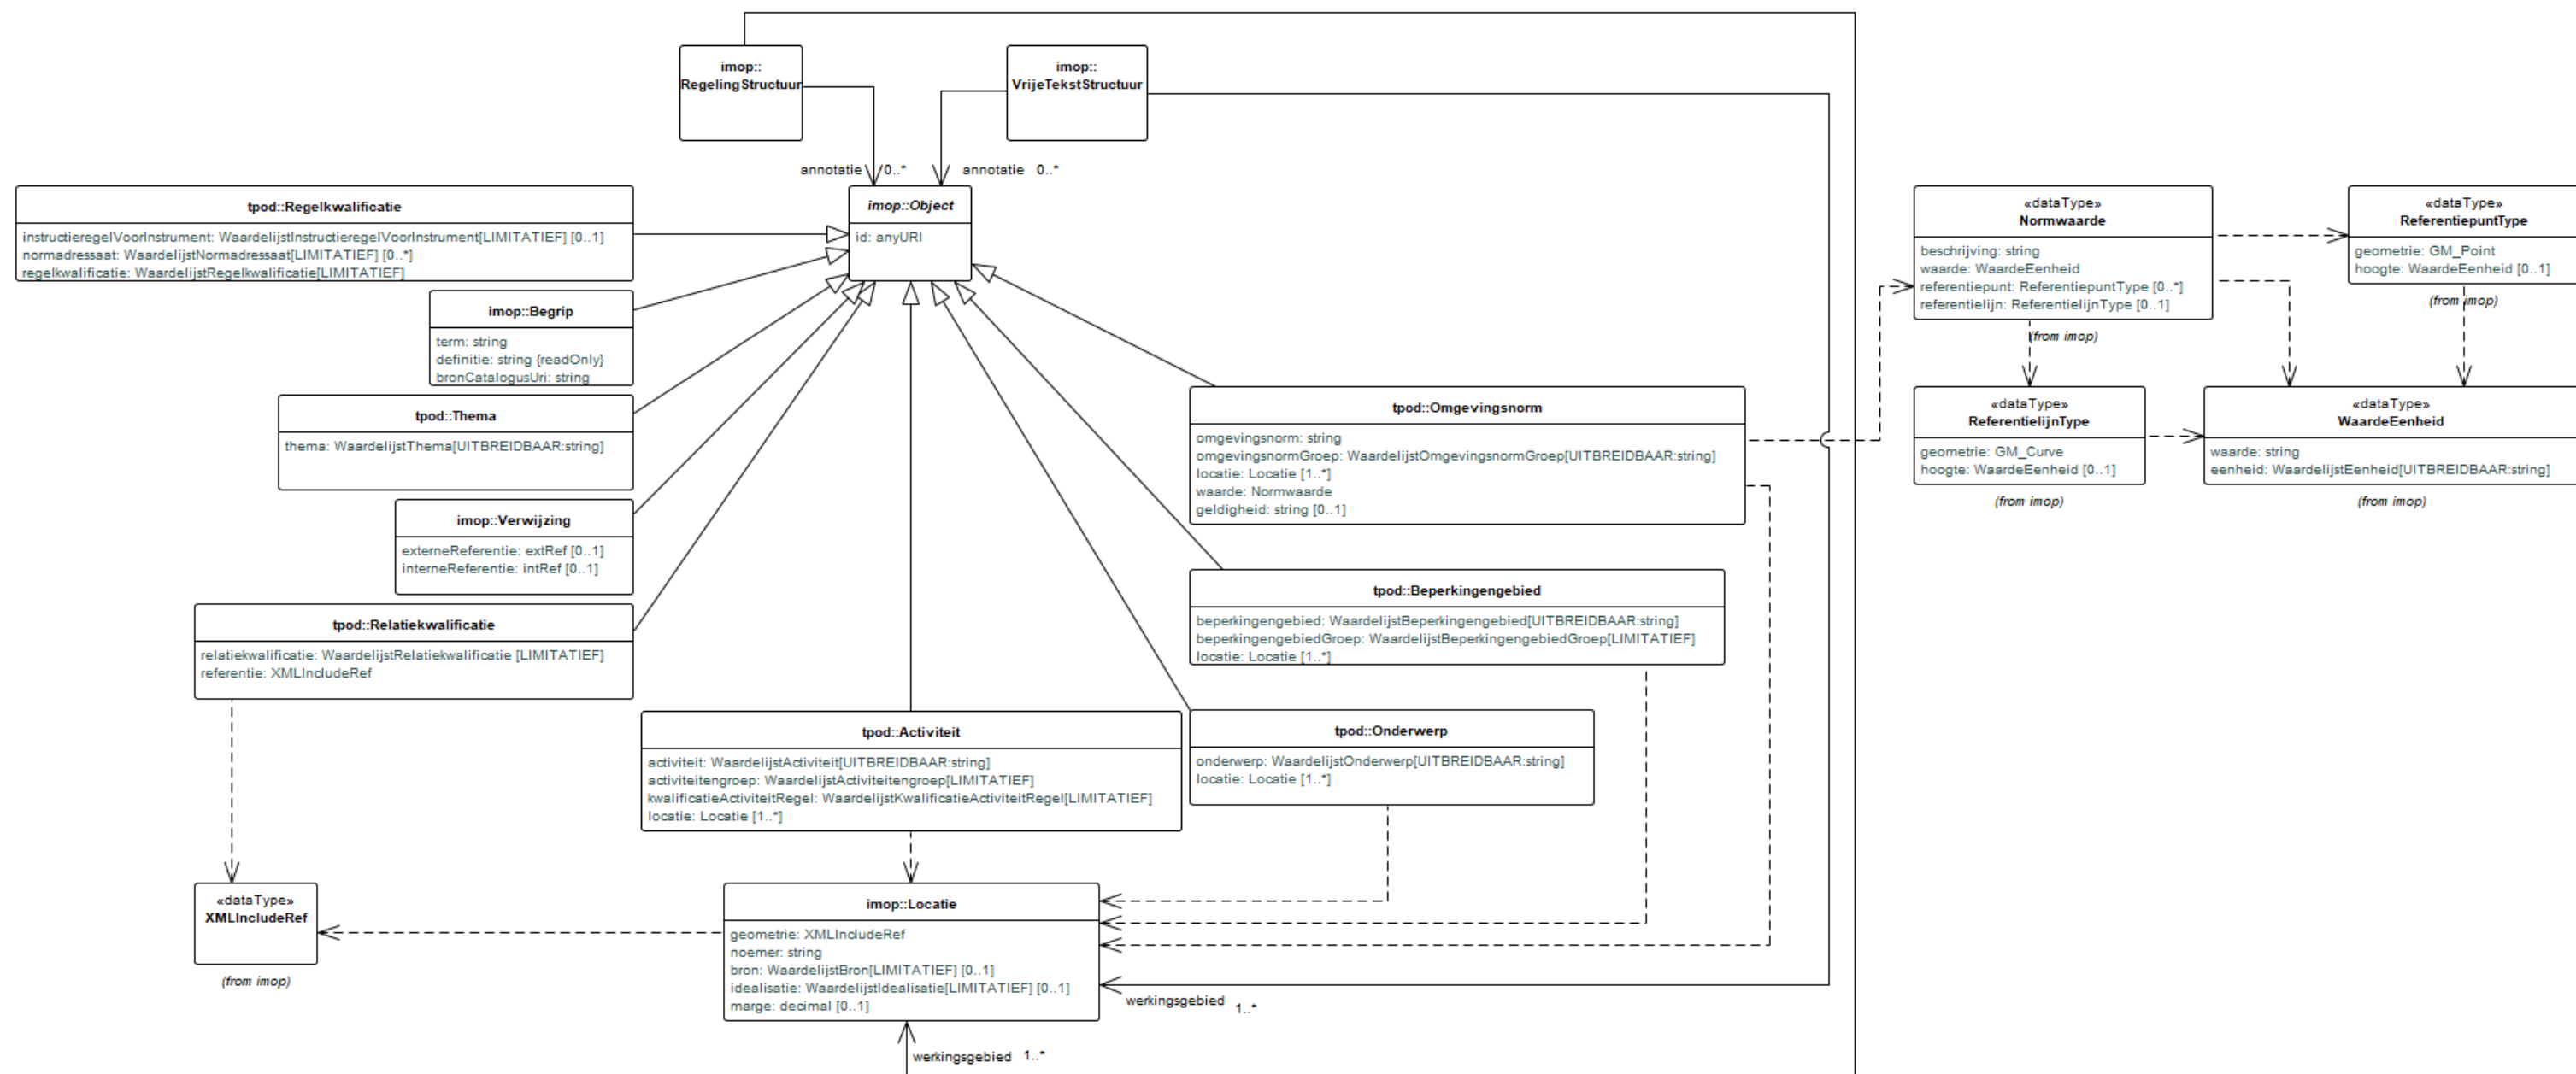 imop::
RegelingStructuur
imop::
VrijeTekstStructuur
annotatie 0..*
annotatie 0..*
tpod::Regelkwalificatie
instructieregelVoorInstrument: WaardelijstInstructieregelVoorInstrument[LIMITATIEF] [0..1]
normadressaat: WaardelijstNormadressaat[LIMITATIEF] [0..*]
regelkwalificatie: WaardelijstRegelkwalificatie[LIMITATIEF]
imop::Object
id: anyURI
«dataType»
Normwaarde
beschrijving: string
waarde: WaardeEenheid
referentiepunt: ReferentiepuntType [0..*]
referentielijn: ReferentielijnType [0..1]
(from imop)
«dataType»
ReferentiepuntType
geometrie: GM_Point
hoogte: WaardeEenheid [0..1]
(from imop)
imop::Begrip
term: string
definitie: string {readOnly}
bronCatalogusUri: string
tpod::Thema
thema: WaardelijstThema[UITBREIDBAAR:string]
tpod::Omgevingsnorm
omgevingsnorm: string
omgevingsnormGroep: WaardelijstOmgevingsnormGroep[UITBREIDBAAR:string]
locatie: Locatie [1..*]
waarde: Normwaarde
geldigheid: string [0..1]
«dataType»
ReferentielijnType
geometrie: GM_Curve
hoogte: WaardeEenheid [0..1]
(from imop)
«dataType»
WaardeEenheid
waarde: string
eenheid: WaardelijstEenheid[UITBREIDBAAR:string]
(from imop)
imop::Verwijzing
externeReferentie: extRef [0..1]
interneReferentie: intRef [0..1]
tpod::Beperkingengebied
beperkingengebied: WaardelijstBeperkingengebied[UITBREIDBAAR:string]
beperkingengebiedGroep: WaardelijstBeperkingengebiedGroep[LIMITATIEF]
locatie: Locatie [1..*]
tpod::Relatiekwalificatie
relatiekwalificatie: WaardelijstRelatiekwalificatie [LIMITATIEF]
referentie: XMLIncludeRef
tpod::Activiteit
activiteit: WaardelijstActiviteit[UITBREIDBAAR:string]
activiteitengroep: WaardelijstActiviteitengroep[LIMITATIEF]
kwalificatieActiviteitRegel: WaardelijstKwalificatieActiviteitRegel[LIMITATIEF]
locatie: Locatie [1..*]
tpod::Onderwerp
onderwerp: WaardelijstOnderwerp[UITBREIDBAAR:string]
locatie: Locatie [1..*]
«dataType»
XMLIncludeRef
(from imop)
imop::Locatie
geometrie: XMLIncludeRef
noemer: string
bron: WaardelijstBron[LIMITATIEF] [0..1]
idealisatie: WaardelijstIdealisatie[LIMITATIEF] [0..1]
marge: decimal [0..1]
werkingsgebied 1..*
werkingsgebied 1..*